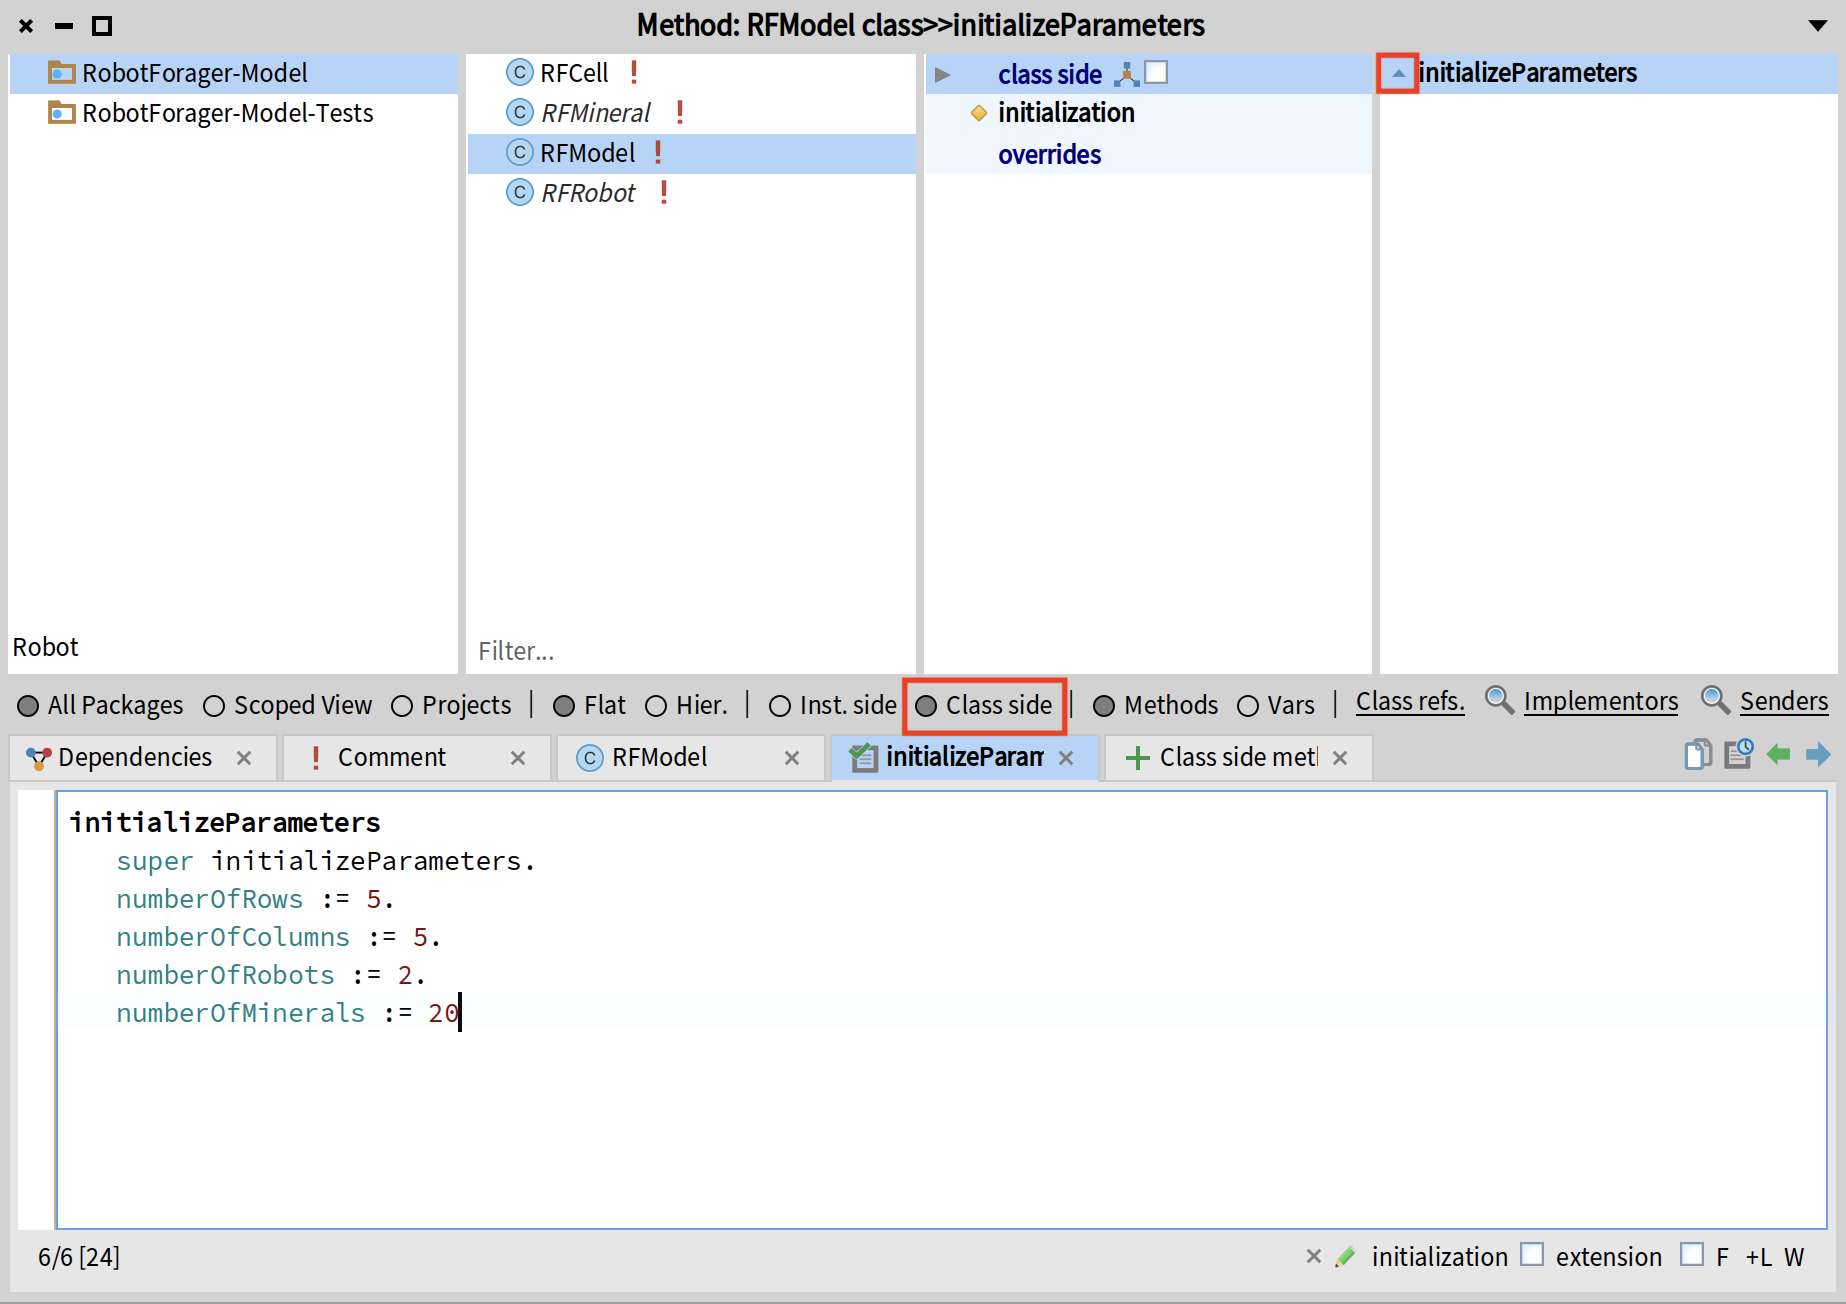 Method: RFModel class>>initializeParameters
RobotForager-Model
RobotForager-Model-Tests
Robot
C RFCell !
C RFMineral !
C RFModel !
C RFRobot !
Filter...
class side
initialization
overrides
initializeParameters
All Packages Scoped View Projects | Flat Hier. | Inst. side Class side | Methods Vars | Class refs. Implementors Senders
Dependencies ! Comment C RFModel initializeParam Class side met
initializeParameters
super initializeParameters.
numberOfRows := 5.
numberOfColumns := 5.
numberOfRobots := 2.
numberOfMinerals := 20
6/6 [24] initialization extension F +L W